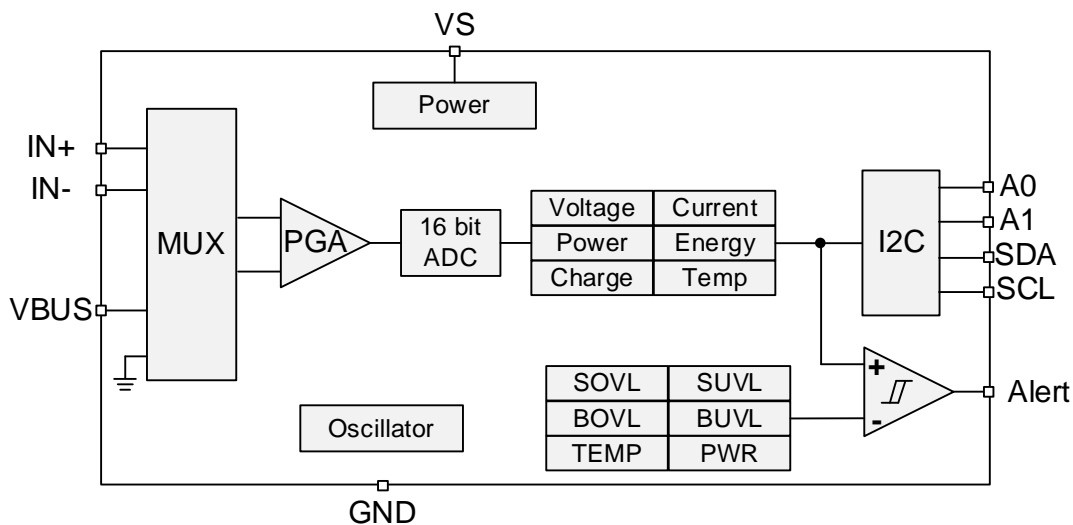 VS
Power
IN+
IN-
VBUS
MUX
PGA
16 bit
ADC
Voltage Current
Power Energy
Charge Temp
I2C
A0
A1
SDA
SCL
SOVL SUVL
BOVL BUVL
TEMP PWR
+
-
Alert
Oscillator
GND